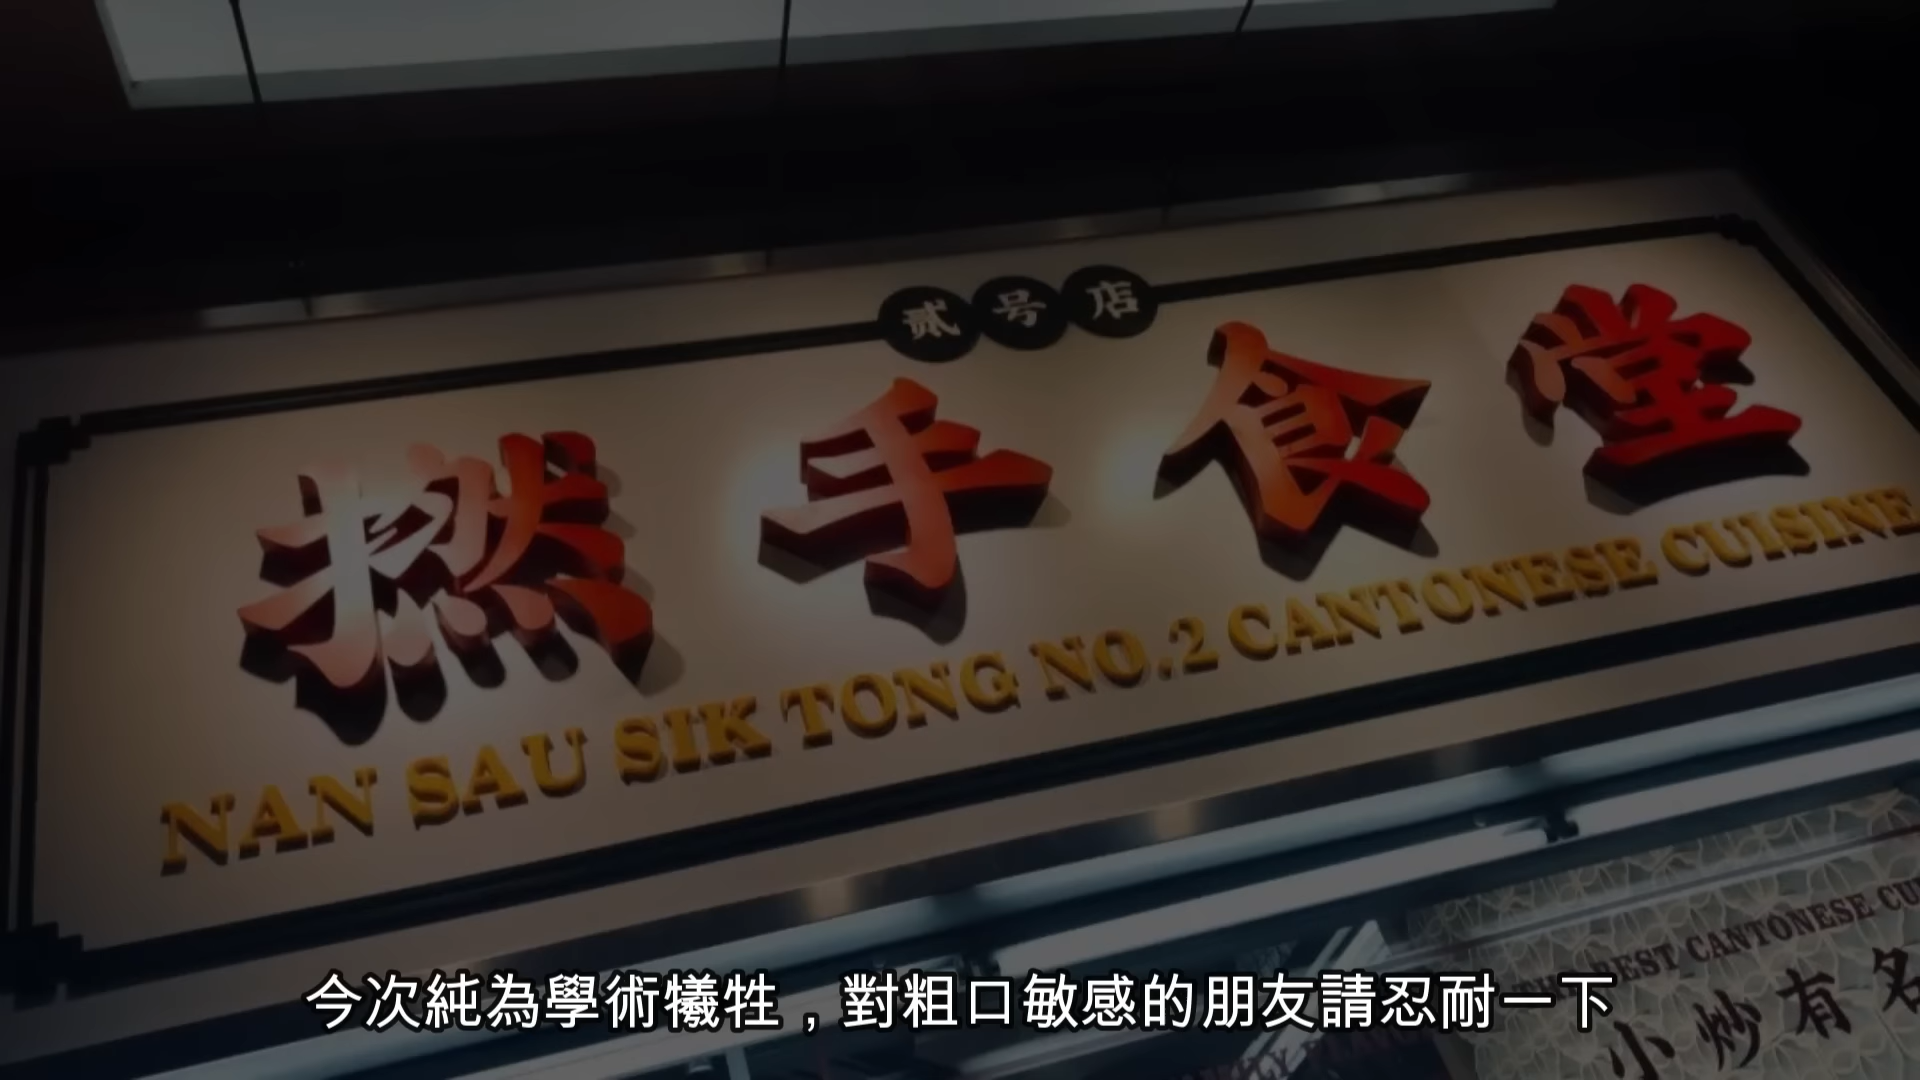 贰号店
撚手食堂
NAN SAU SIK TONG NO.2 CANTONESE CUISINE
BEST CANTONESE
小炒有名
今次純為學術犧牲，對粗口敏感的朋友請忍耐一下